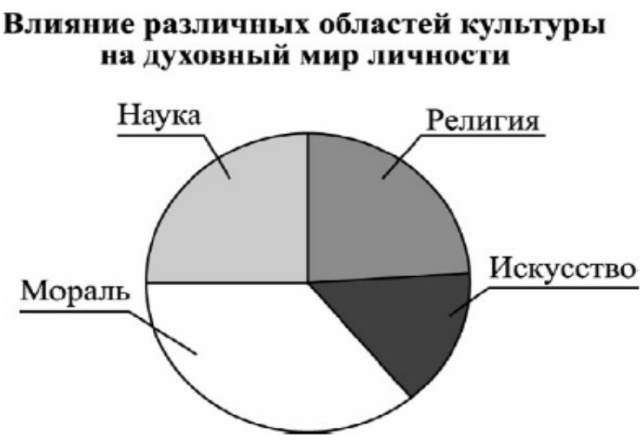 Влияние различных областей культуры
на духовный мир личности
Наука
Религия
Искусство
Мораль